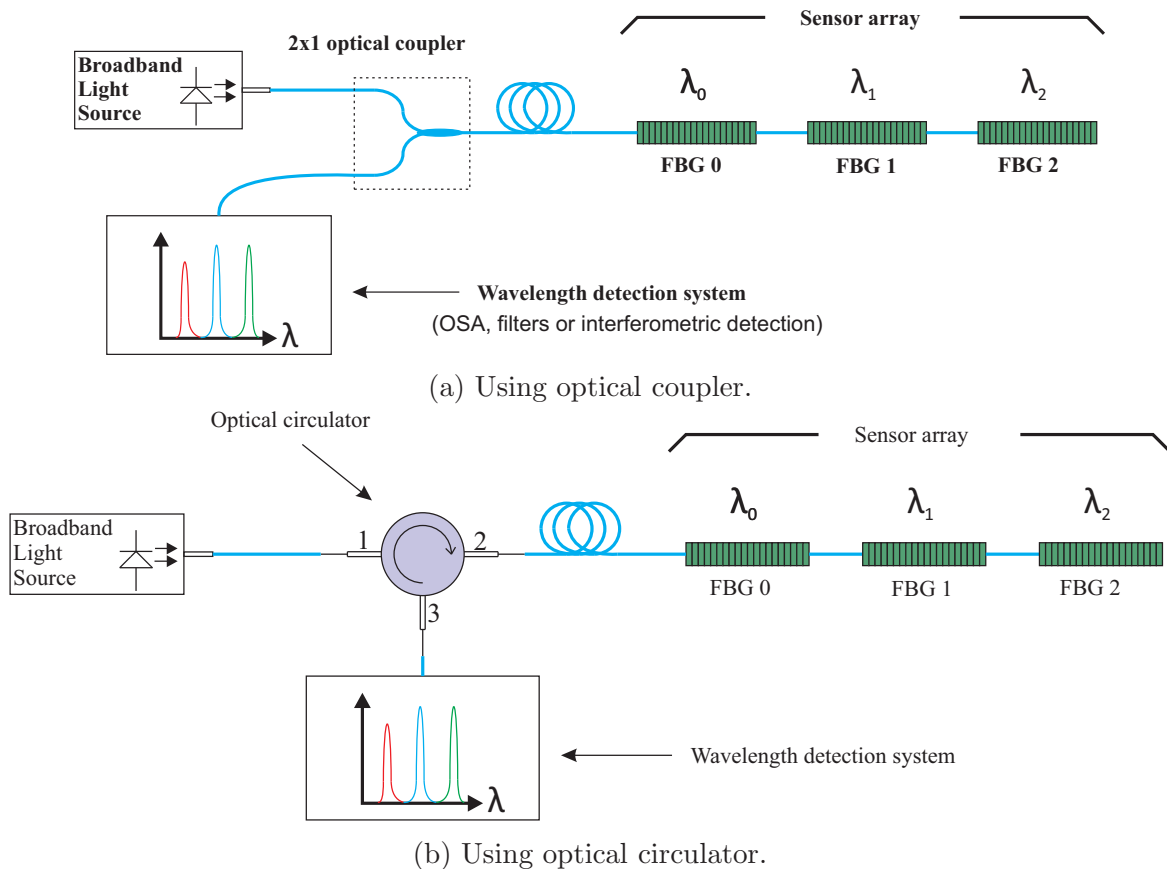 Sensor array
2x1 optical coupler
Broadband
Light
Source
λ0
λ1
λ2
FBG 0
FBG 1
FBG 2
λ
Wavelength detection system
(OSA, filters or interferometric detection)
(a) Using optical coupler.
Optical circulator
Sensor array
Broadband
Light
Source
1
2
3
λ0
λ1
λ2
FBG 0
FBG 1
FBG 2
λ
Wavelength detection system
(b) Using optical circulator.